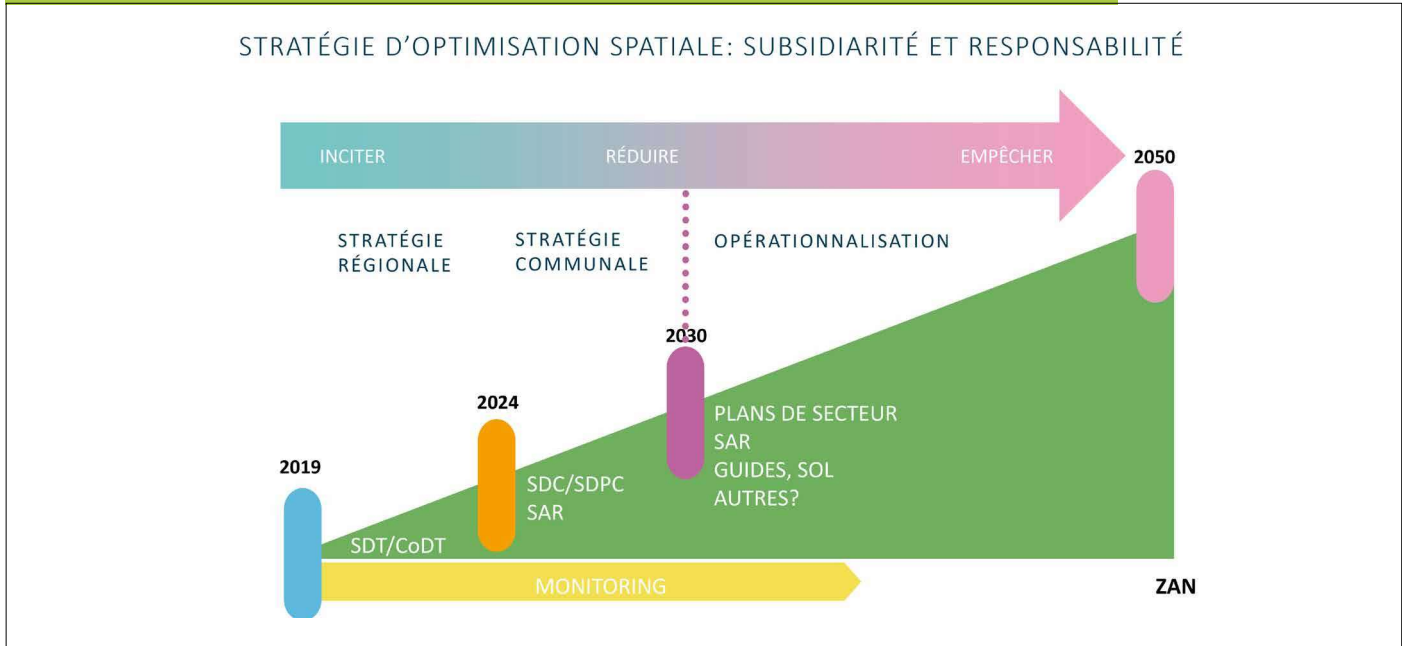 STRATÉGIE D'OPTIMISATION SPATIALE: SUBSIDIARITÉ ET RESPONSABILITÉ
INCITER
RÉDUIRE
EMPÊCHER
2050
STRATÉGIE
RÉGIONALE
STRATÉGIE
COMMUNALE
OPÉRATIONNALISATION
2030
2024
PLANS DE SECTEUR
SAR
GUIDES, SOL
AUTRES?
2019
SDC/SDPC
SAR
SDT/CoDT
MONITORING
ZAN